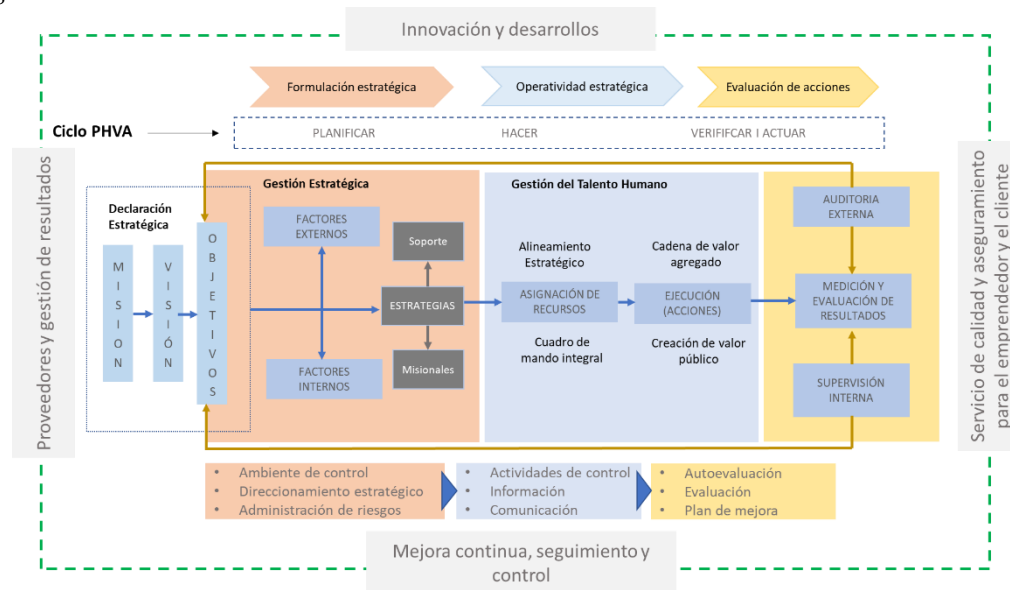 Innovación y desarrollos
Formulación estratégica
Operatividad estratégica
Evaluación de acciones
Ciclo PHVA
PLANIFICAR
HACER
VERIFIFCAR I ACTUAR
Proveedores y gestión de resultados
Declaración
Estratégica
MISION
VISIÓN
OBJETIVOS
Gestión Estratégica
FACTORES
EXTERNOS
Soporte
ESTRATEGIAS
Misionales
FACTORES
INTERNOS
Gestión del Talento Humano
Alineamiento
Estratégico
ASIGNACIÓN DE
RECURSOS
Cuadro de
mando integral
Cadena de valor
agregado
EJECUCIÓN
(ACCIONES)
Creación de valor
público
AUDITORIA
EXTERNA
MEDICIÓN Y
EVALUACIÓN DE
RESULTADOS
SUPERVISIÓN
INTERNA
Servicio de calidad y aseguramiento
para el emprendedor y el cliente
• Ambiente de control
• Direccionamiento estratégico
• Administración de riesgos
• Actividades de control
• Información
• Comunicación
• Autoevaluación
• Evaluación
• Plan de mejora
Mejora continua, seguimiento y
control